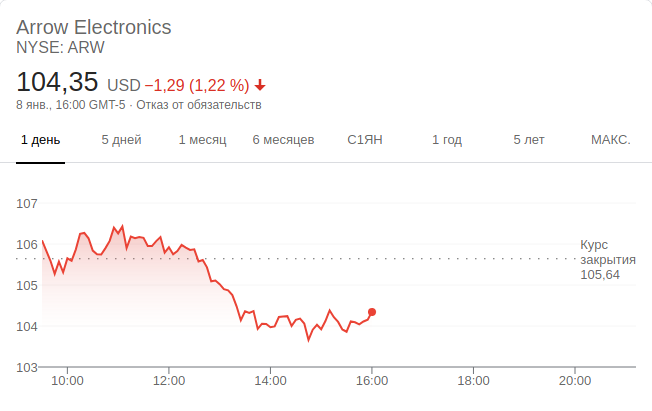 Arrow Electronics
NYSE: ARW
104,35 USD −1,29 (1,22 %)
8 янв., 16:00 GMT-5 · Отказ от обязательств
1 день 5 дней 1 месяц 6 месяцев С1ЯН 1 год 5 лет МАКС.
107
106
105
104
103
Курс
закрытия
105,64
10:00 12:00 14:00 16:00 18:00 20:00